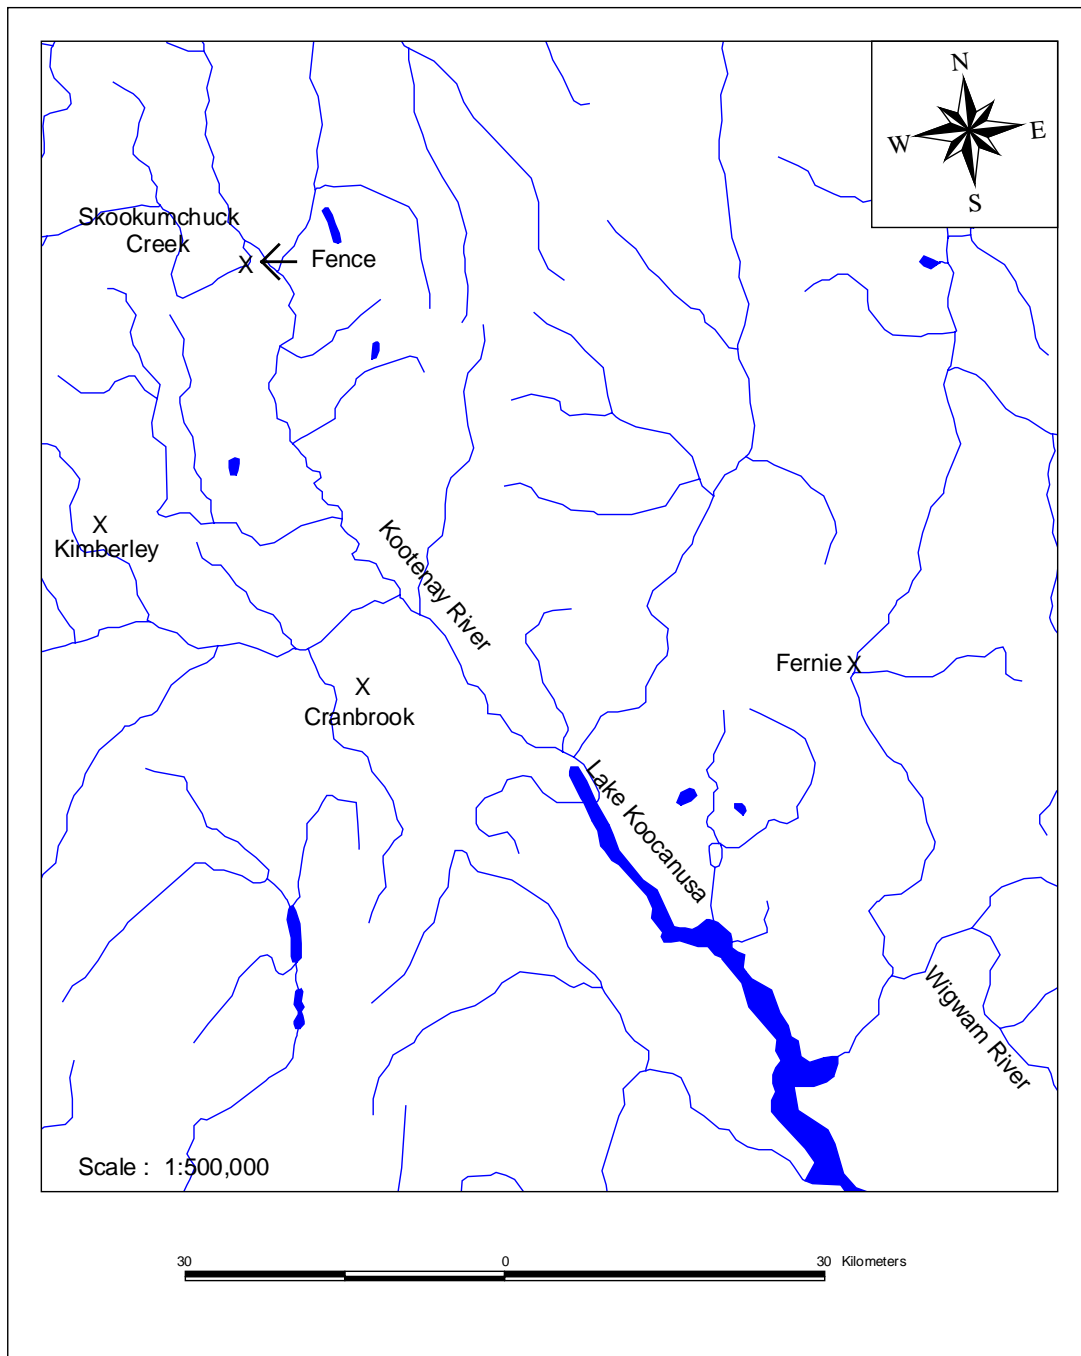 N
W
E
S
Skookumchuck
Creek
X
Fence
X
Kimberley
Kootenay River
Fernie X
X
Cranbrook
Lake Koocanusa
Wigwam River
Scale : 1:500,000
30 0 30 Kilometers